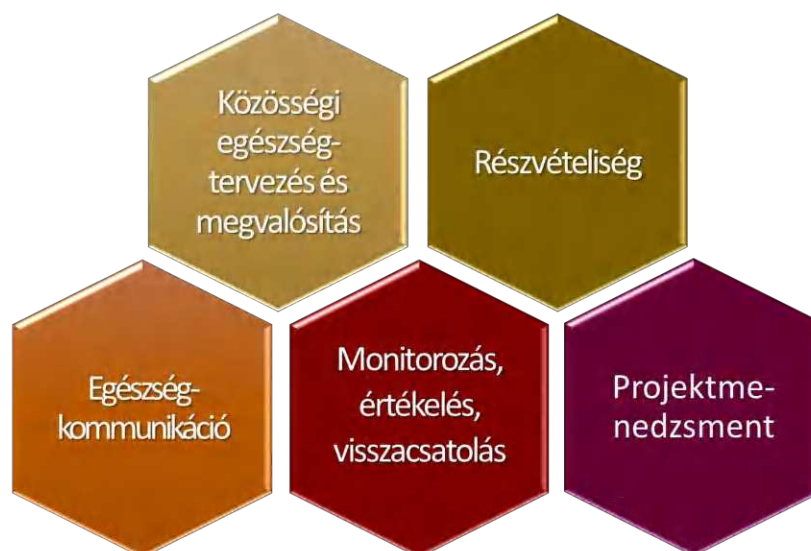 Közösségi
egészség-
tervezés és
megvalósítás
Részvételiség
Egészség-
kommunikáció
Monitorozás,
értékelés,
visszacsatolás
Projektme-
nedzsment